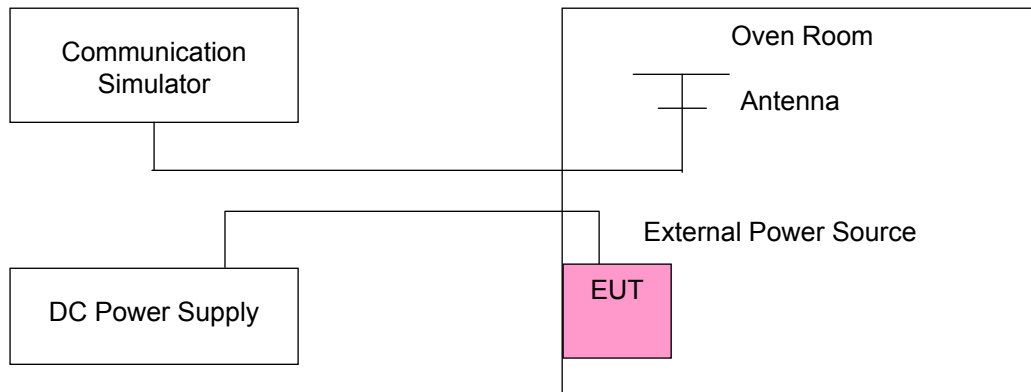 Communication
Simulator
Oven Room
Antenna
External Power Source
DC Power Supply
EUT